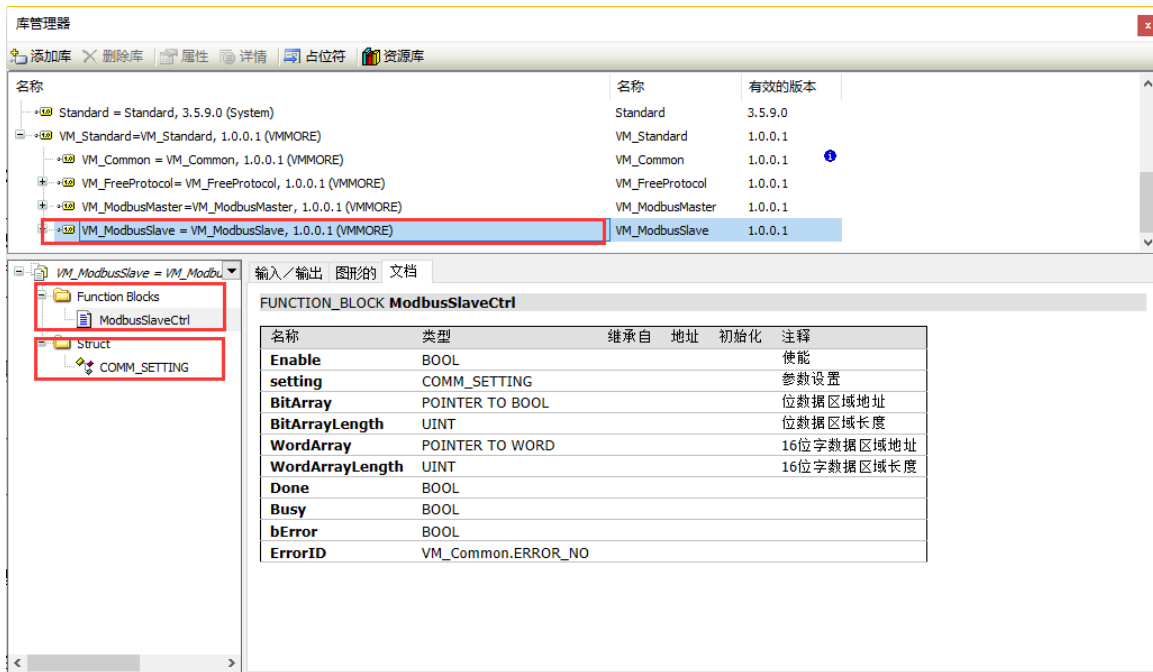 库管理器
x
添加库 删除库 属性 详情 占位符 资源库
名称 名称 有效的版本
Standard = Standard, 3.5.9.0 (System) Standard 3.5.9.0
VM_Standard=VM_Standard, 1.0.0.1 (VMMORE) VM_Standard 1.0.0.1
VM_Common = VM_Common, 1.0.0.1 (VMMORE) VM_Common 1.0.0.1
VM_FreeProtocol= VM_FreeProtocol, 1.0.0.1 (VMMORE) VM_FreeProtocol 1.0.0.1
VM_ModbusMaster=VM_ModbusMaster, 1.0.0.1 (VMMORE) VM_ModbusMaster 1.0.0.1
VM_ModbusSlave = VM_ModbusSlave, 1.0.0.1 (VMMORE) VM_ModbusSlave 1.0.0.1
VM_ModbusSlave = VM_Modbu
Function Blocks
ModbusSlaveCtrl
Struct
COMM_SETTING
输入/输出 图形的 文档
FUNCTION_BLOCK ModbusSlaveCtrl
名称 类型 继承自 地址 初始化 注释
Enable BOOL 使能
setting COMM_SETTING 参数设置
BitArray POINTER TO BOOL 位数据区域地址
BitArrayLength UINT 位数据区域长度
WordArray POINTER TO WORD 16位字数据区域地址
WordArrayLength UINT 16位字数据区域长度
Done BOOL
Busy BOOL
bError BOOL
ErrorID VM_Common.ERROR_NO